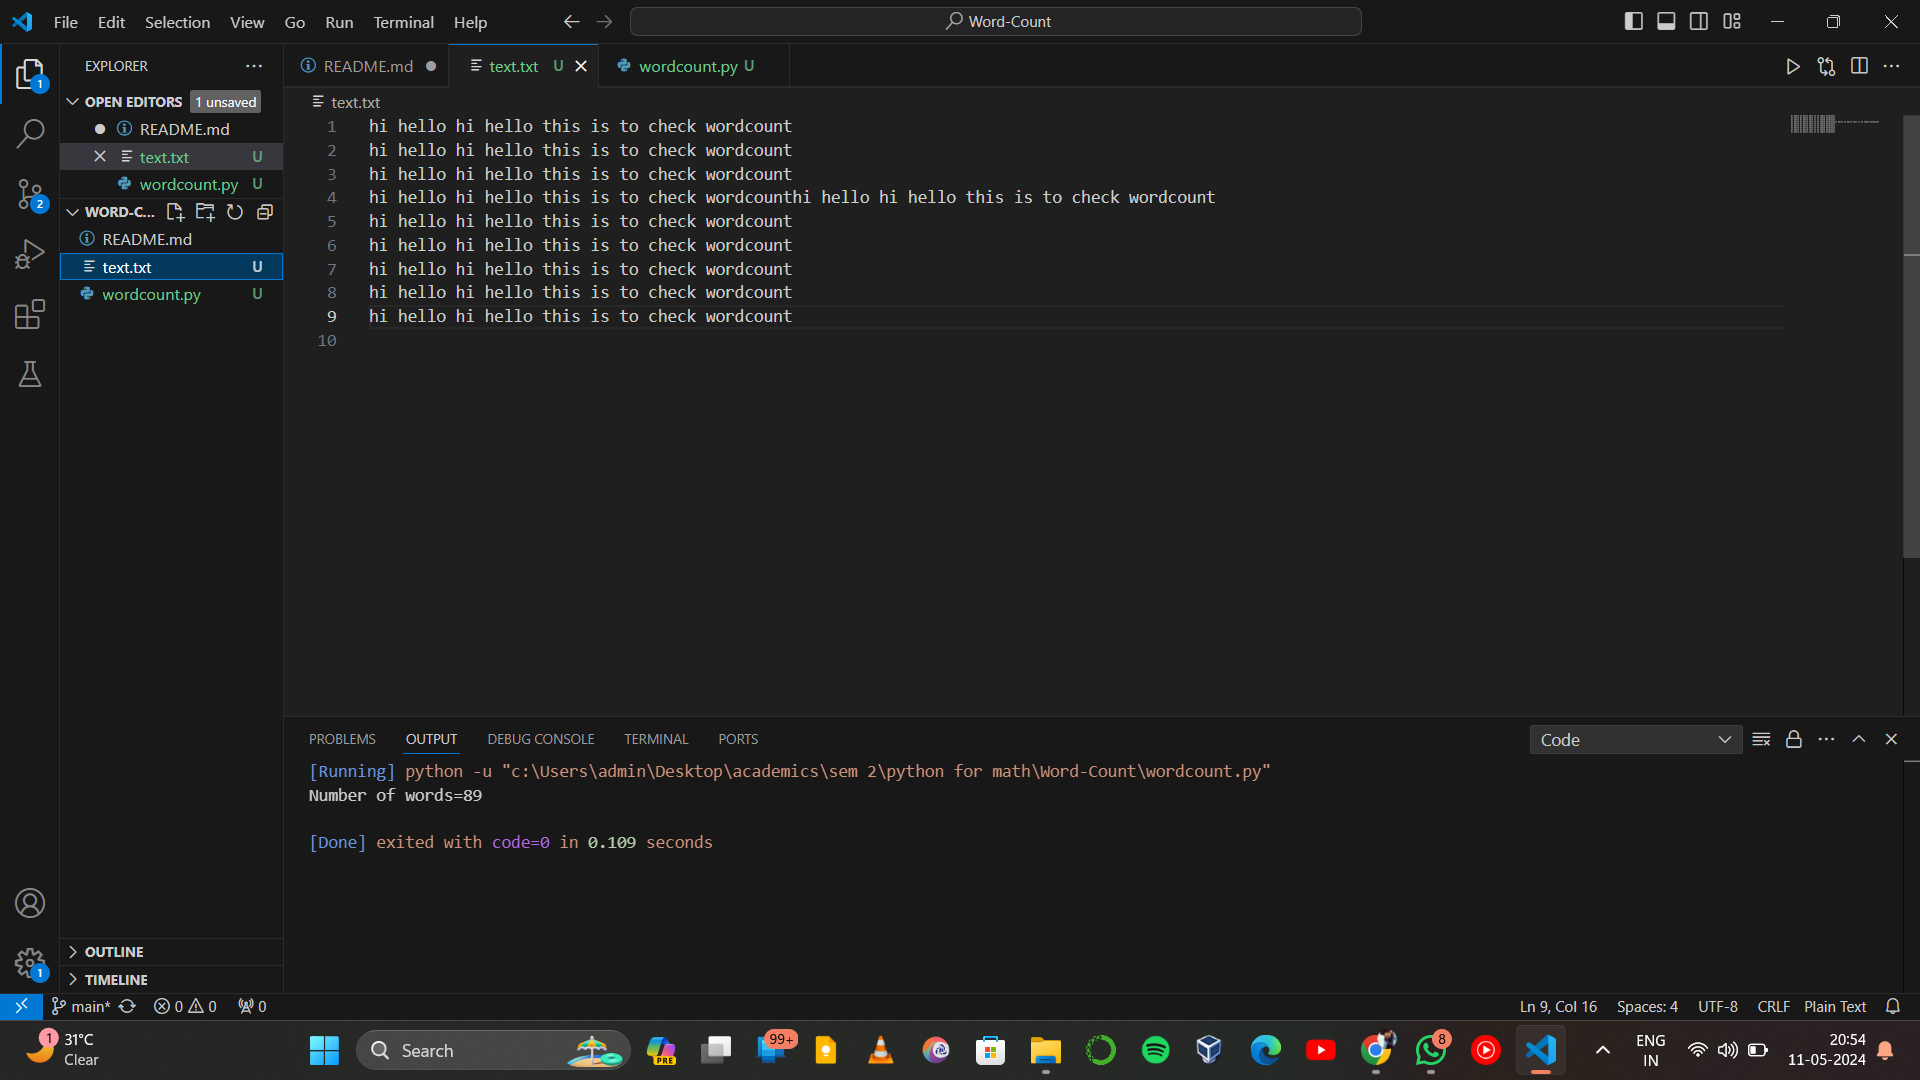 File Edit Selection View Go Run Terminal Help
Word-Count
EXPLORER
OPEN EDITORS 1 unsaved
README.md
text.txt U
wordcount.py U
WORD-C...
README.md
text.txt U
wordcount.py U
OUTLINE
TIMELINE
1
2
1
README.md text.txt U wordcount.py U
text.txt
1 hi hello hi hello this is to check wordcount
2 hi hello hi hello this is to check wordcount
3 hi hello hi hello this is to check wordcount
4 hi hello hi hello this is to check wordcounthi hello hi hello this is to check wordcount
5 hi hello hi hello this is to check wordcount
6 hi hello hi hello this is to check wordcount
7 hi hello hi hello this is to check wordcount
8 hi hello hi hello this is to check wordcount
9 hi hello hi hello this is to check wordcount
10
PROBLEMS OUTPUT DEBUG CONSOLE TERMINAL PORTS Code
[Running] python -u "c:\Users\admin\Desktop\academics\sem 2\python for math\Word-Count\wordcount.py"
Number of words=89
[Done] exited with code=0 in 0.109 seconds
main* 0 0 0 Ln 9, Col 16 Spaces: 4 UTF-8 CRLF Plain Text
1 31°C
Clear
Search
PRE
99+
8
ENG
IN
20:54
11-05-2024